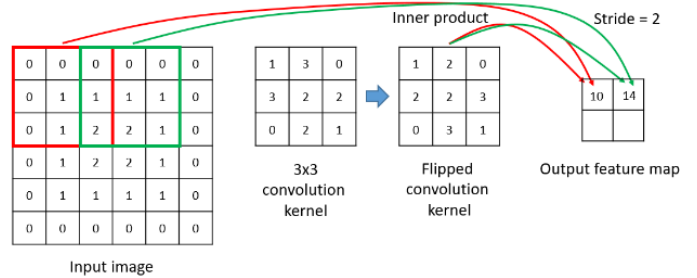 Inner product
Stride = 2
0 0 0 0 0 0
0 1 1 1 1 0
0 1 2 2 1 0
0 1 2 2 1 0
0 1 1 1 1 0
0 0 0 0 0 0
Input image
1 3 0
3 2 2
0 2 1
3x3
convolution
kernel
1 2 0
2 2 3
0 3 1
Flipped
convolution
kernel
10 14
Output feature map